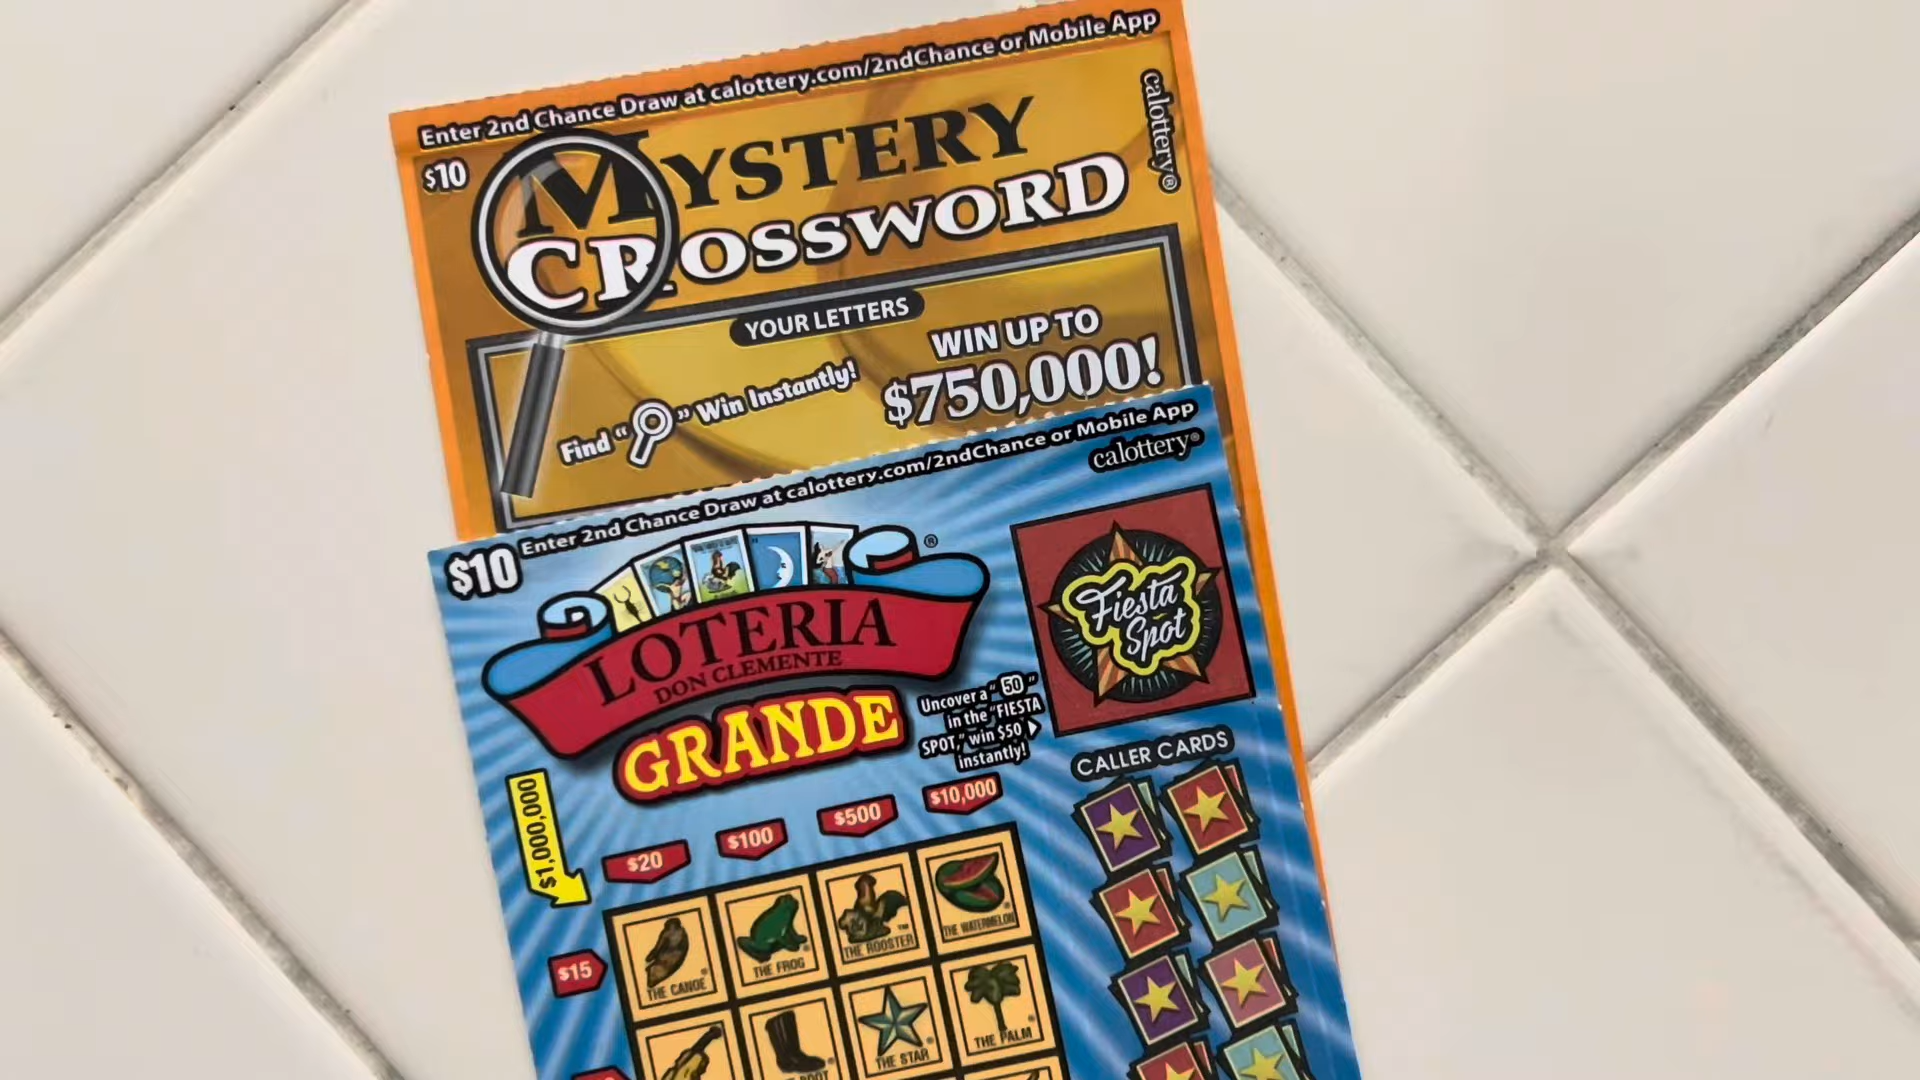 Enter 2nd Chance Draw at calottery.com/2ndChance or Mobile App
$10
MYSTERY
CROSSWORD
calottery®
YOUR LETTERS
Find “ ” Win Instantly!
WIN UP TO
$750,000!
Enter 2nd Chance Draw at calottery.com/2ndChance or Mobile App
calottery®
$10
®
LOTERIA
DON CLEMENTE
GRANDE
Fiesta
Spot
Uncover a “50”
in the “FIESTA
SPOT,” win $50
instantly!
CALLER CARDS
$1,000,000
$20
$100
$500
$10,000
$15
THE CANOE®
THE FROG®
THE ROOSTER™
THE WATERMELON®
THE STAR®
THE PALM®